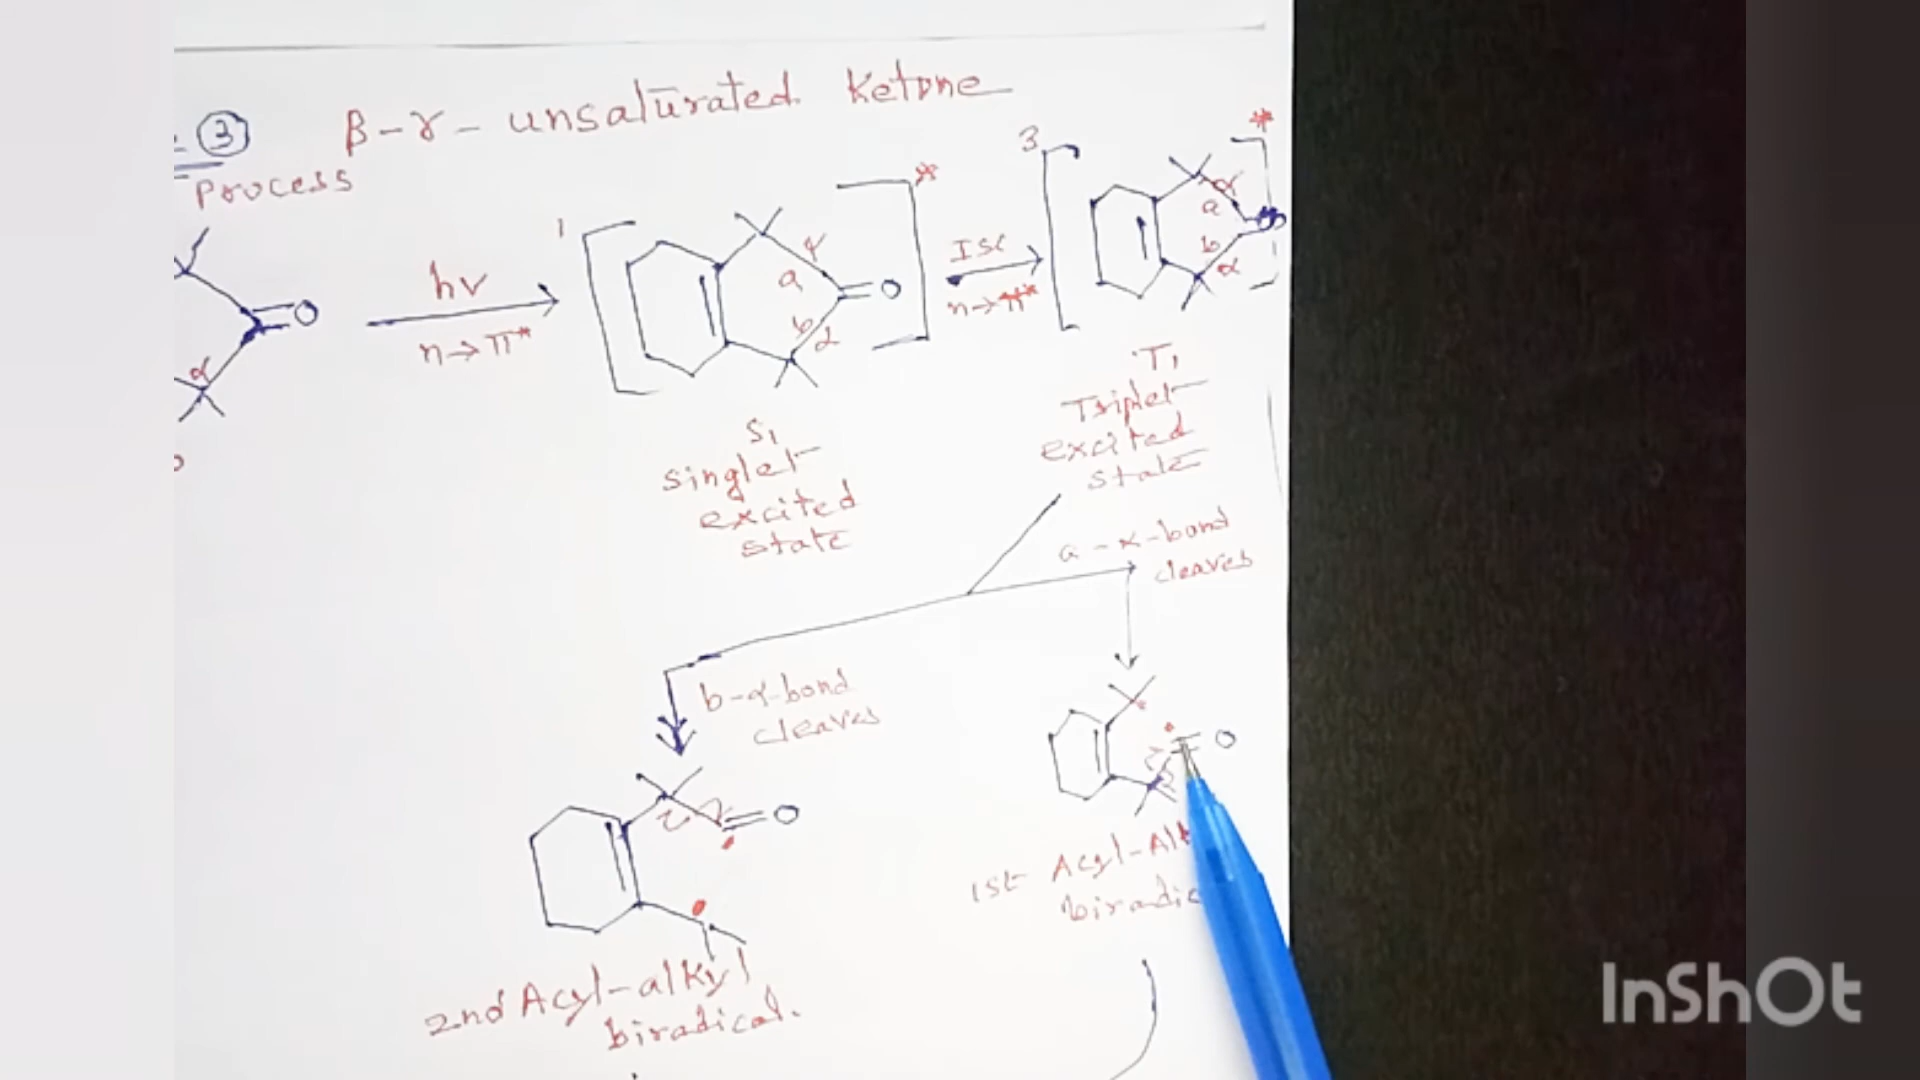 - ③ β-γ- unsaturated Ketone
Process
hν
n→π*
O
α
1
*
α
a
b
α
O
ISC
n→π*
3
*
α
a
b
α
S₁
singlet
excited
state
T₁
Triplet
excited
state
a-α-bond
cleaves
b-α-bond
cleaves
O
O
1st Acyl-Al
biradic
2nd Acyl-alkyl
biradical.
InShOt